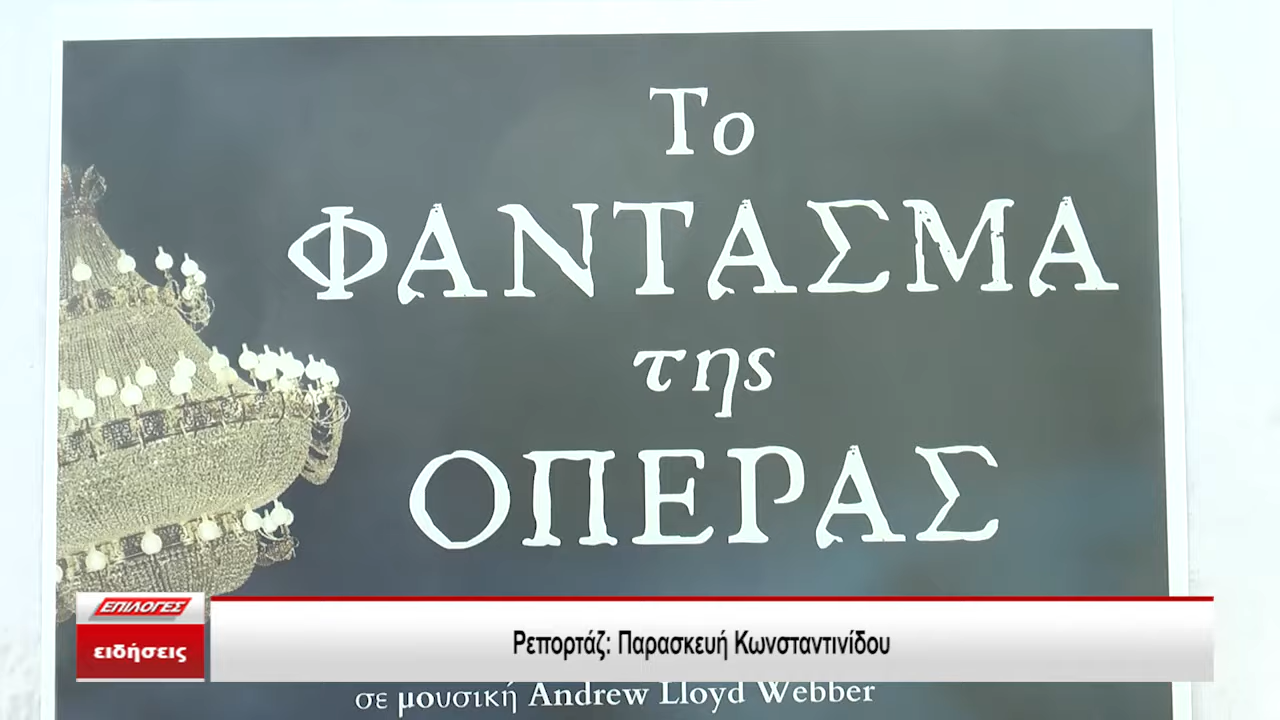 Το
ΦΑΝΤΑΣΜΑ
της
ΟΠΕΡΑΣ
ΕΠΙΛΟΓΕΣ
ειδήσεις
Ρεπορτάζ: Παρασκευή Κωνσταντινίδου
σε μουσική Andrew Lloyd Webber